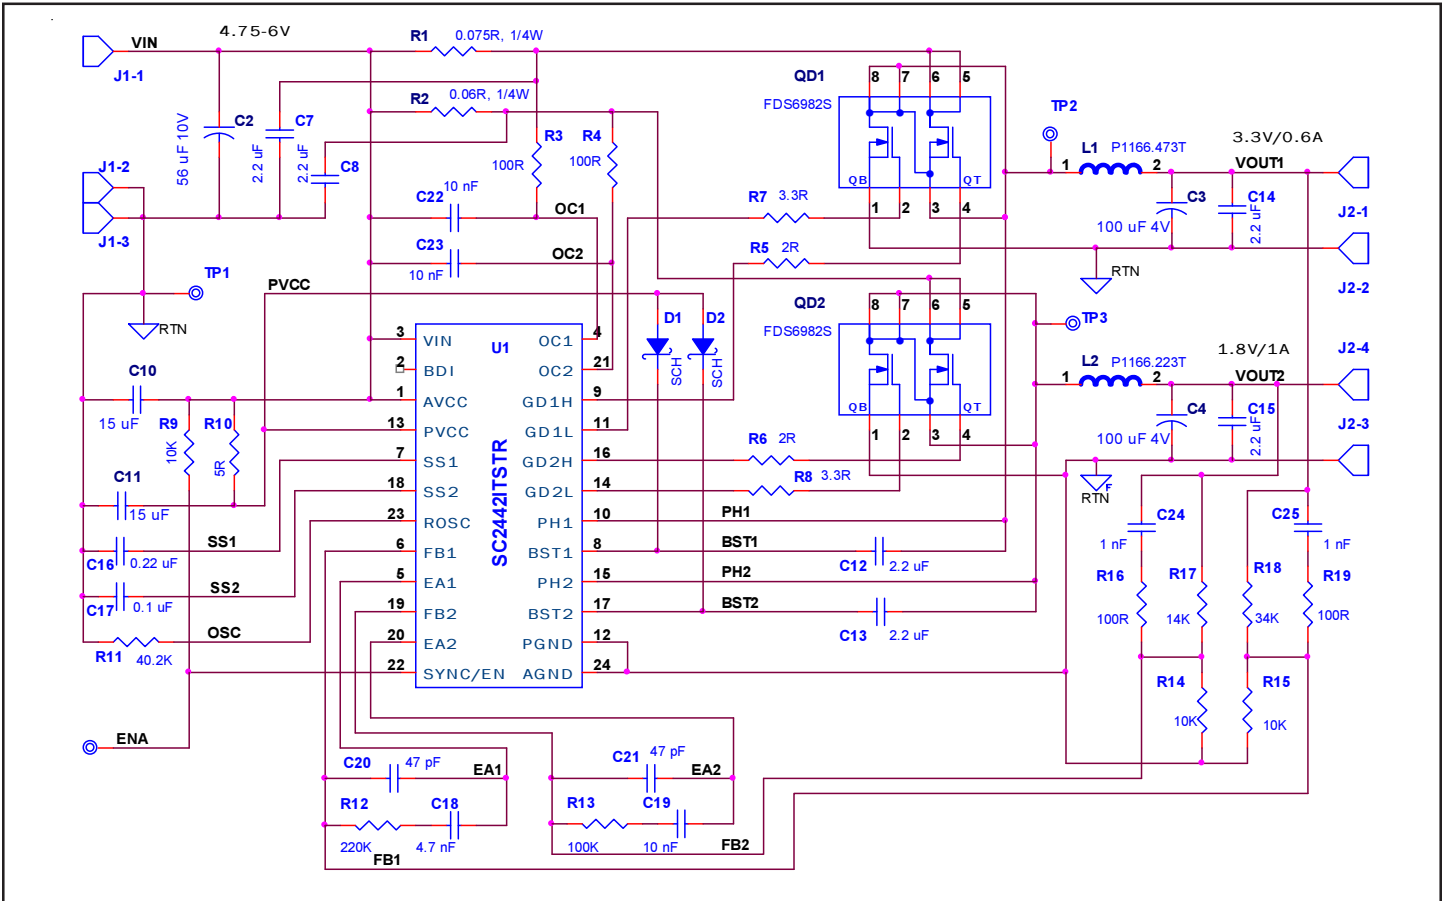 VIN
4.75-6V
R1
0.075R, 1/4W
J1-1
QD1
8
7
6
5
R2
0.06R, 1/4W
FDS6982S
TP2
56 uF 10V
C2
2.2 uF
C7
2.2 uF
C8
R3
100R
R4
100R
3.3V/0.6A
L1
P1166.473T
VOUT1
1
2
J1-2
C22
10 nF
OC1
QB
QT
R7
3.3R
1
2
3
4
C3
100 uF 4V
C14
2.2 uF
J2-1
J1-3
C23
10 nF
OC2
R5
2R
TP1
PVCC
RTN
J2-2
QD2
8
7
6
5
FDS6982S
TP3
RTN
D1
SCH
D2
SCH
3
VIN
U1
OC1
4
1.8V/1A
J2-4
2
BDI
OC2
21
L2
P1166.223T
VOUT2
1
2
C10
15 uF
1
AVCC
GD1H
9
QB
QT
C4
100 uF 4V
C15
2.2 uF
J2-3
R9
10K
R10
5R
13
PVCC
GD1L
11
1
2
3
4
R6
2R
7
SS1
GD2H
16
C11
15 uF
R8
3.3R
18
SS2
GD2L
14
RTN
F
SC2442ITSTR
23
ROSC
PH1
10
PH1
C24
1 nF
C25
1 nF
C16
0.22 uF
SS1
6
FB1
BST1
8
BST1
C12
2.2 uF
C17
0.1 uF
SS2
5
EA1
PH2
15
PH2
R16
100R
R17
14K
R18
34K
R19
100R
19
FB2
BST2
17
BST2
C13
2.2 uF
R11
40.2K
OSC
20
EA2
PGND
12
22
SYNC/EN
AGND
24
R14
10K
R15
10K
ENA
C20
47 pF
EA1
C21
47 pF
EA2
R12
220K
C18
4.7 nF
R13
100K
C19
10 nF
FB2
FB1